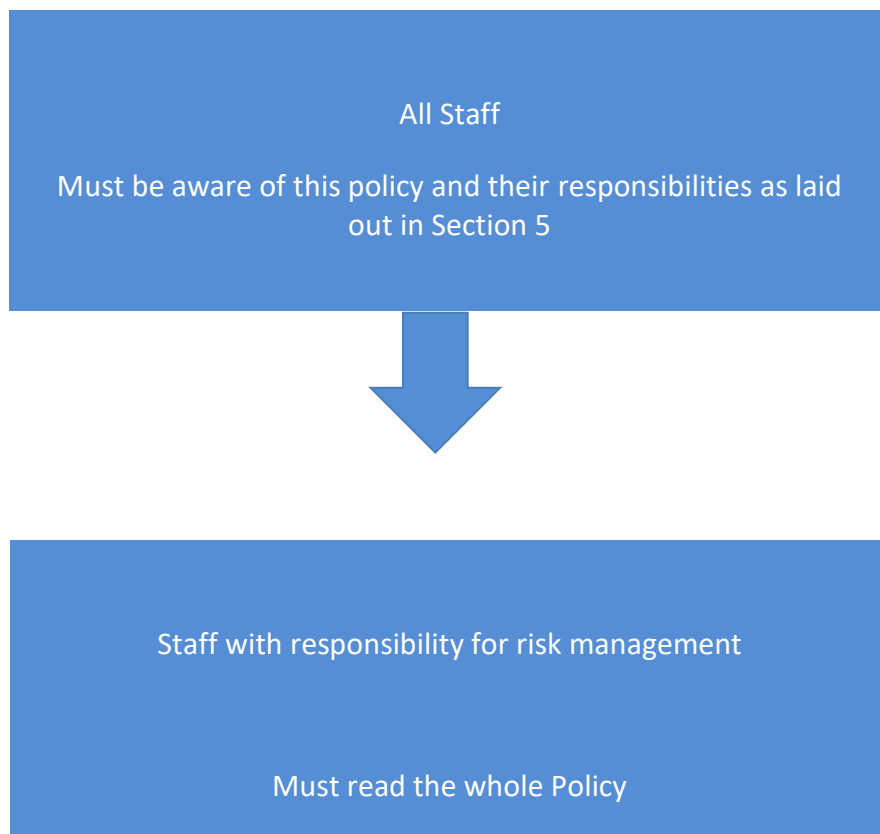 All Staff
Must be aware of this policy and their responsibilities as laid
out in Section 5
Staff with responsibility for risk management
Must read the whole Policy